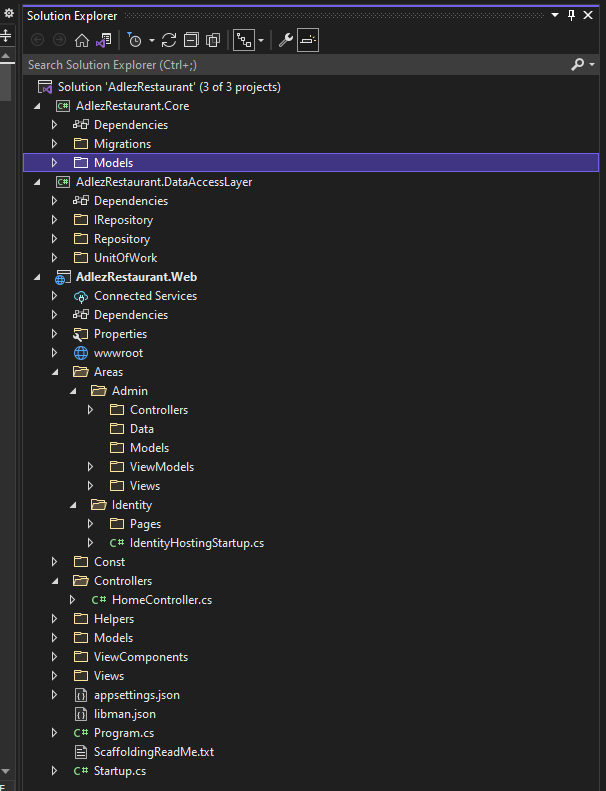 Solution Explorer
Search Solution Explorer (Ctrl+;)
Solution 'AdlezRestaurant' (3 of 3 projects)
C# AdlezRestaurant.Core
Dependencies
Migrations
Models
C# AdlezRestaurant.DataAccessLayer
Dependencies
IRepository
Repository
UnitOfWork
AdlezRestaurant.Web
Connected Services
Dependencies
Properties
wwwroot
Areas
Admin
Controllers
Data
Models
ViewModels
Views
Identity
Pages
C# IdentityHostingStartup.cs
Const
Controllers
C# HomeController.cs
Helpers
Models
ViewComponents
Views
appsettings.json
libman.json
C# Program.cs
ScaffoldingReadMe.txt
C# Startup.cs